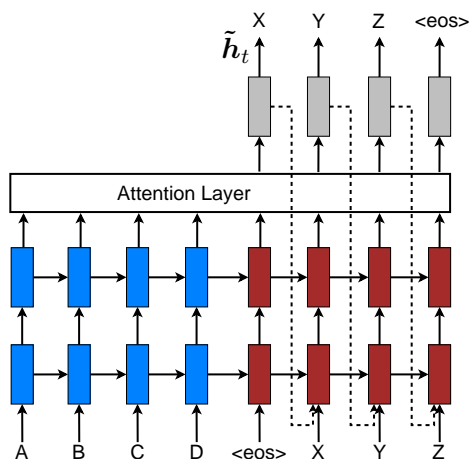 X Y Z <eos>
h̃t
Attention Layer
A B C D <eos> X Y Z